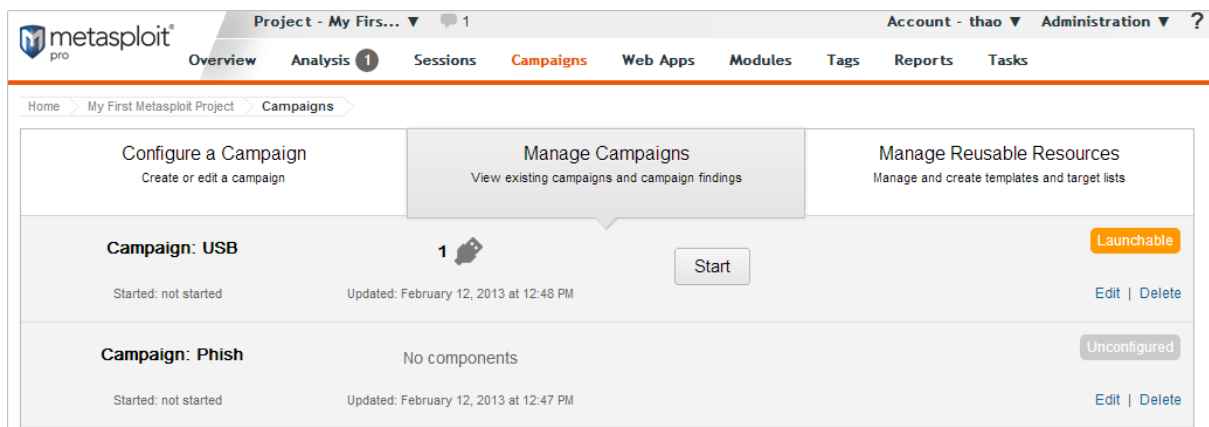 Project - My Firs... ▼ 1 Account - thao ▼ Administration ▼ ?
metasploit®
pro
Overview Analysis 1 Sessions Campaigns Web Apps Modules Tags Reports Tasks
Home My First Metasploit Project Campaigns
Configure a Campaign
Create or edit a campaign
Manage Campaigns
View existing campaigns and campaign findings
Manage Reusable Resources
Manage and create templates and target lists
Campaign: USB 1 Start Launchable
Started: not started Updated: February 12, 2013 at 12:48 PM Edit | Delete
Campaign: Phish No components Unconfigured
Started: not started Updated: February 12, 2013 at 12:47 PM Edit | Delete